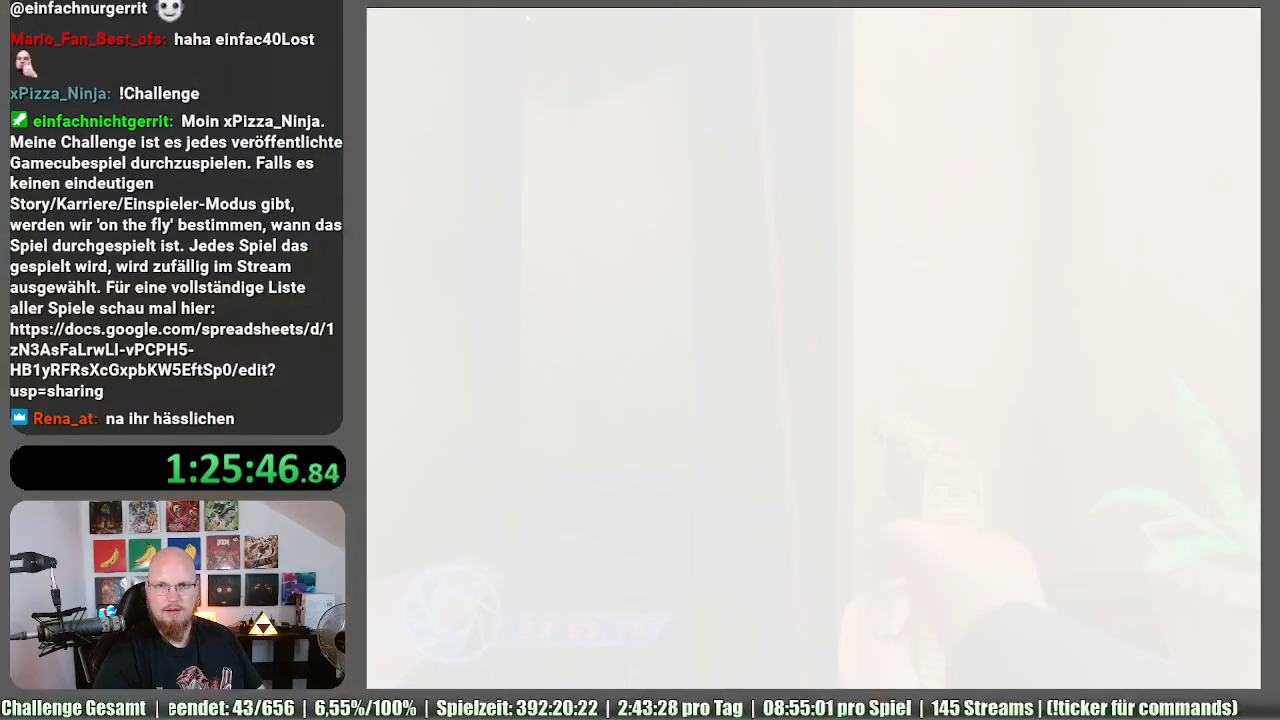 @einfachnurgerrit
Mario_Fan_Best_ofs: haha einfac40Lost
xPizza_Ninja: !Challenge
einfachnichtgerrit: Moin xPizza_Ninja.
Meine Challenge ist es jedes veröffentlichte
Gamecubespiel durchzuspielen. Falls es
keinen eindeutigen
Story/Karriere/Einspieler-Modus gibt,
werden wir 'on the fly' bestimmen, wann das
Spiel durchgespielt ist. Jedes Spiel das
gespielt wird, wird zufällig im Stream
ausgewählt. Für eine vollständige Liste
aller Spiele schau mal hier:
https://docs.google.com/spreadsheets/d/1
zN3AsFaLrwLI-vPCPH5-
HB1yRFRsXcGxpbKW5EftSp0/edit?
usp=sharing
Rena_at: na ihr hässlichen
1:25:46.84
Challenge Gesamt | eendet: 43/656 | 6,55%/100% | Spielzeit: 392:20:22 | 2:43:28 pro Tag | 08:55:01 pro Spiel | 145 Streams | (!ticker für commands)